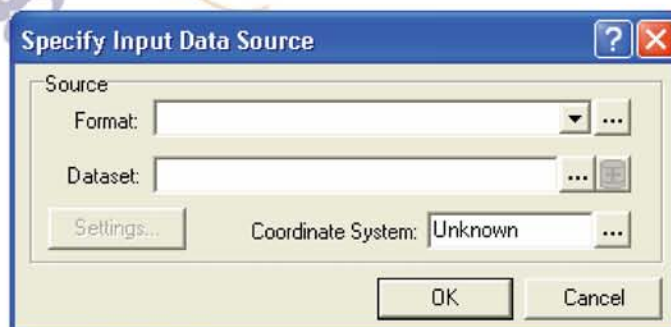 Specify Input Data Source
Source
Format:
Dataset:
Settings... Coordinate System: Unknown
OK Cancel